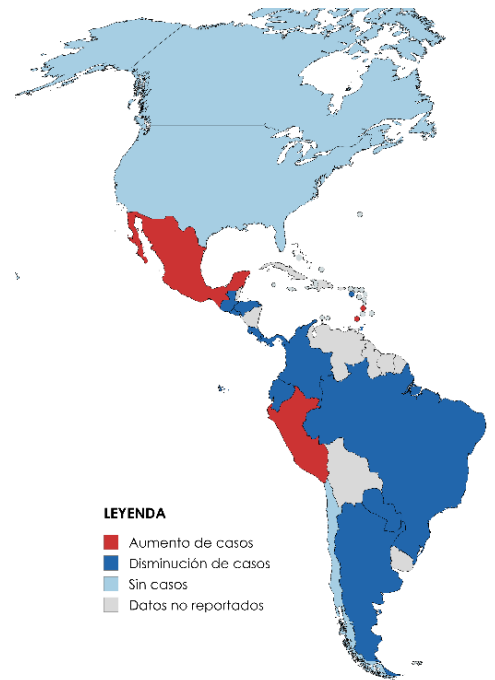 LEYENDA
Aumento de casos
Disminución de casos
Sin casos
Datos no reportados